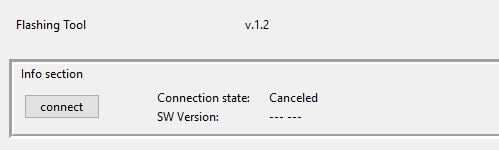 Flashing Tool v.1.2
Info section
connect Connection state: Canceled
SW Version: --- ---